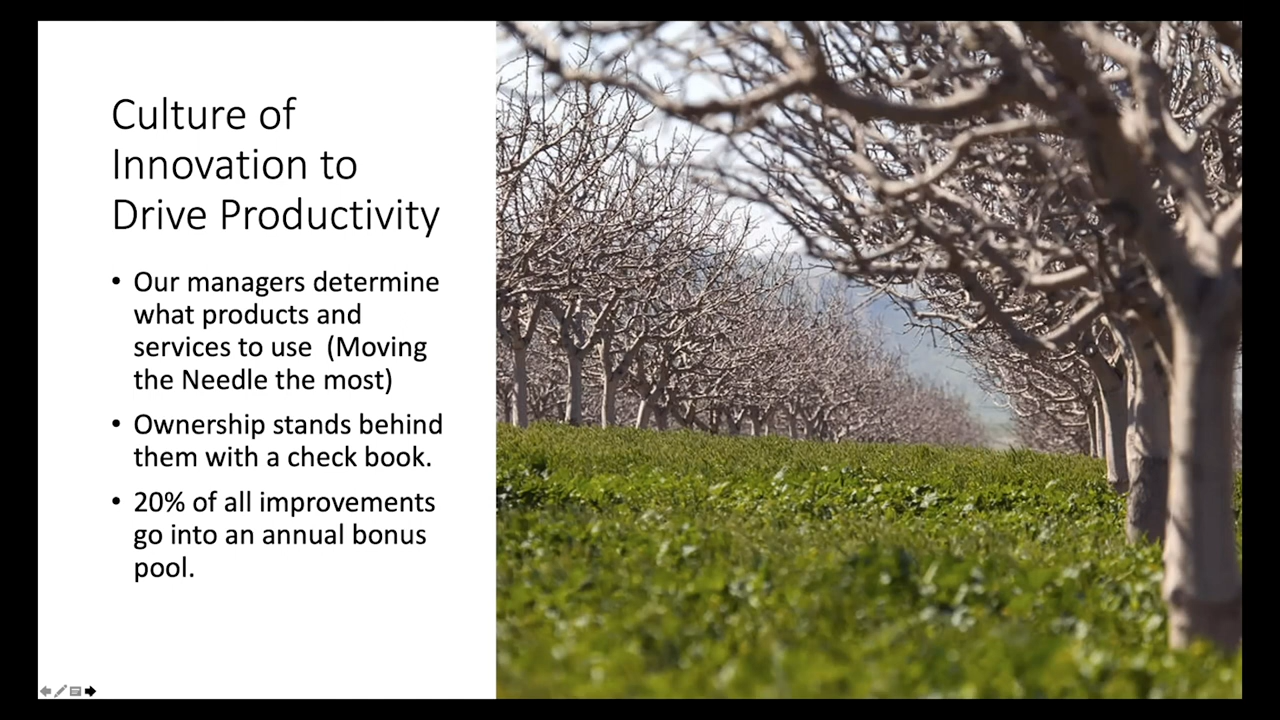 Culture of
Innovation to
Drive Productivity
• Our managers determine
what products and
services to use  (Moving
the Needle the most)
• Ownership stands behind
them with a check book.
• 20% of all improvements
go into an annual bonus
pool.